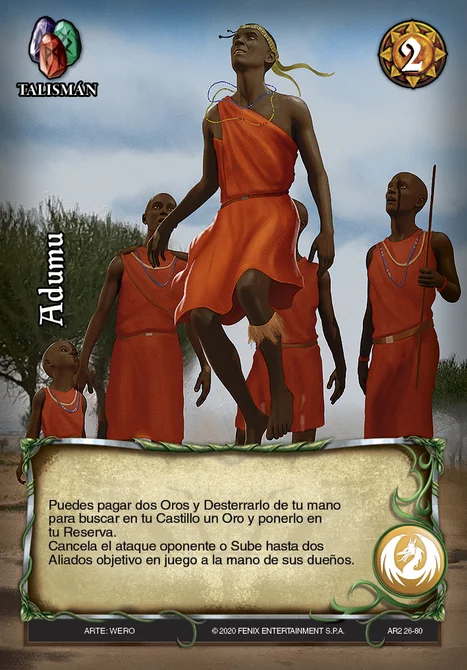 TALISMÁN
2
Adumu
Puedes pagar dos Oros y Desterrarlo de tu mano
para buscar en tu Castillo un Oro y ponerlo en
tu Reserva.
Cancela el ataque oponente o Sube hasta dos
Aliados objetivo en juego a la mano de sus dueños.
ARTE: WERO
©2020 FENIX ENTERTAINMENT S.P.A.
AR2 26-80